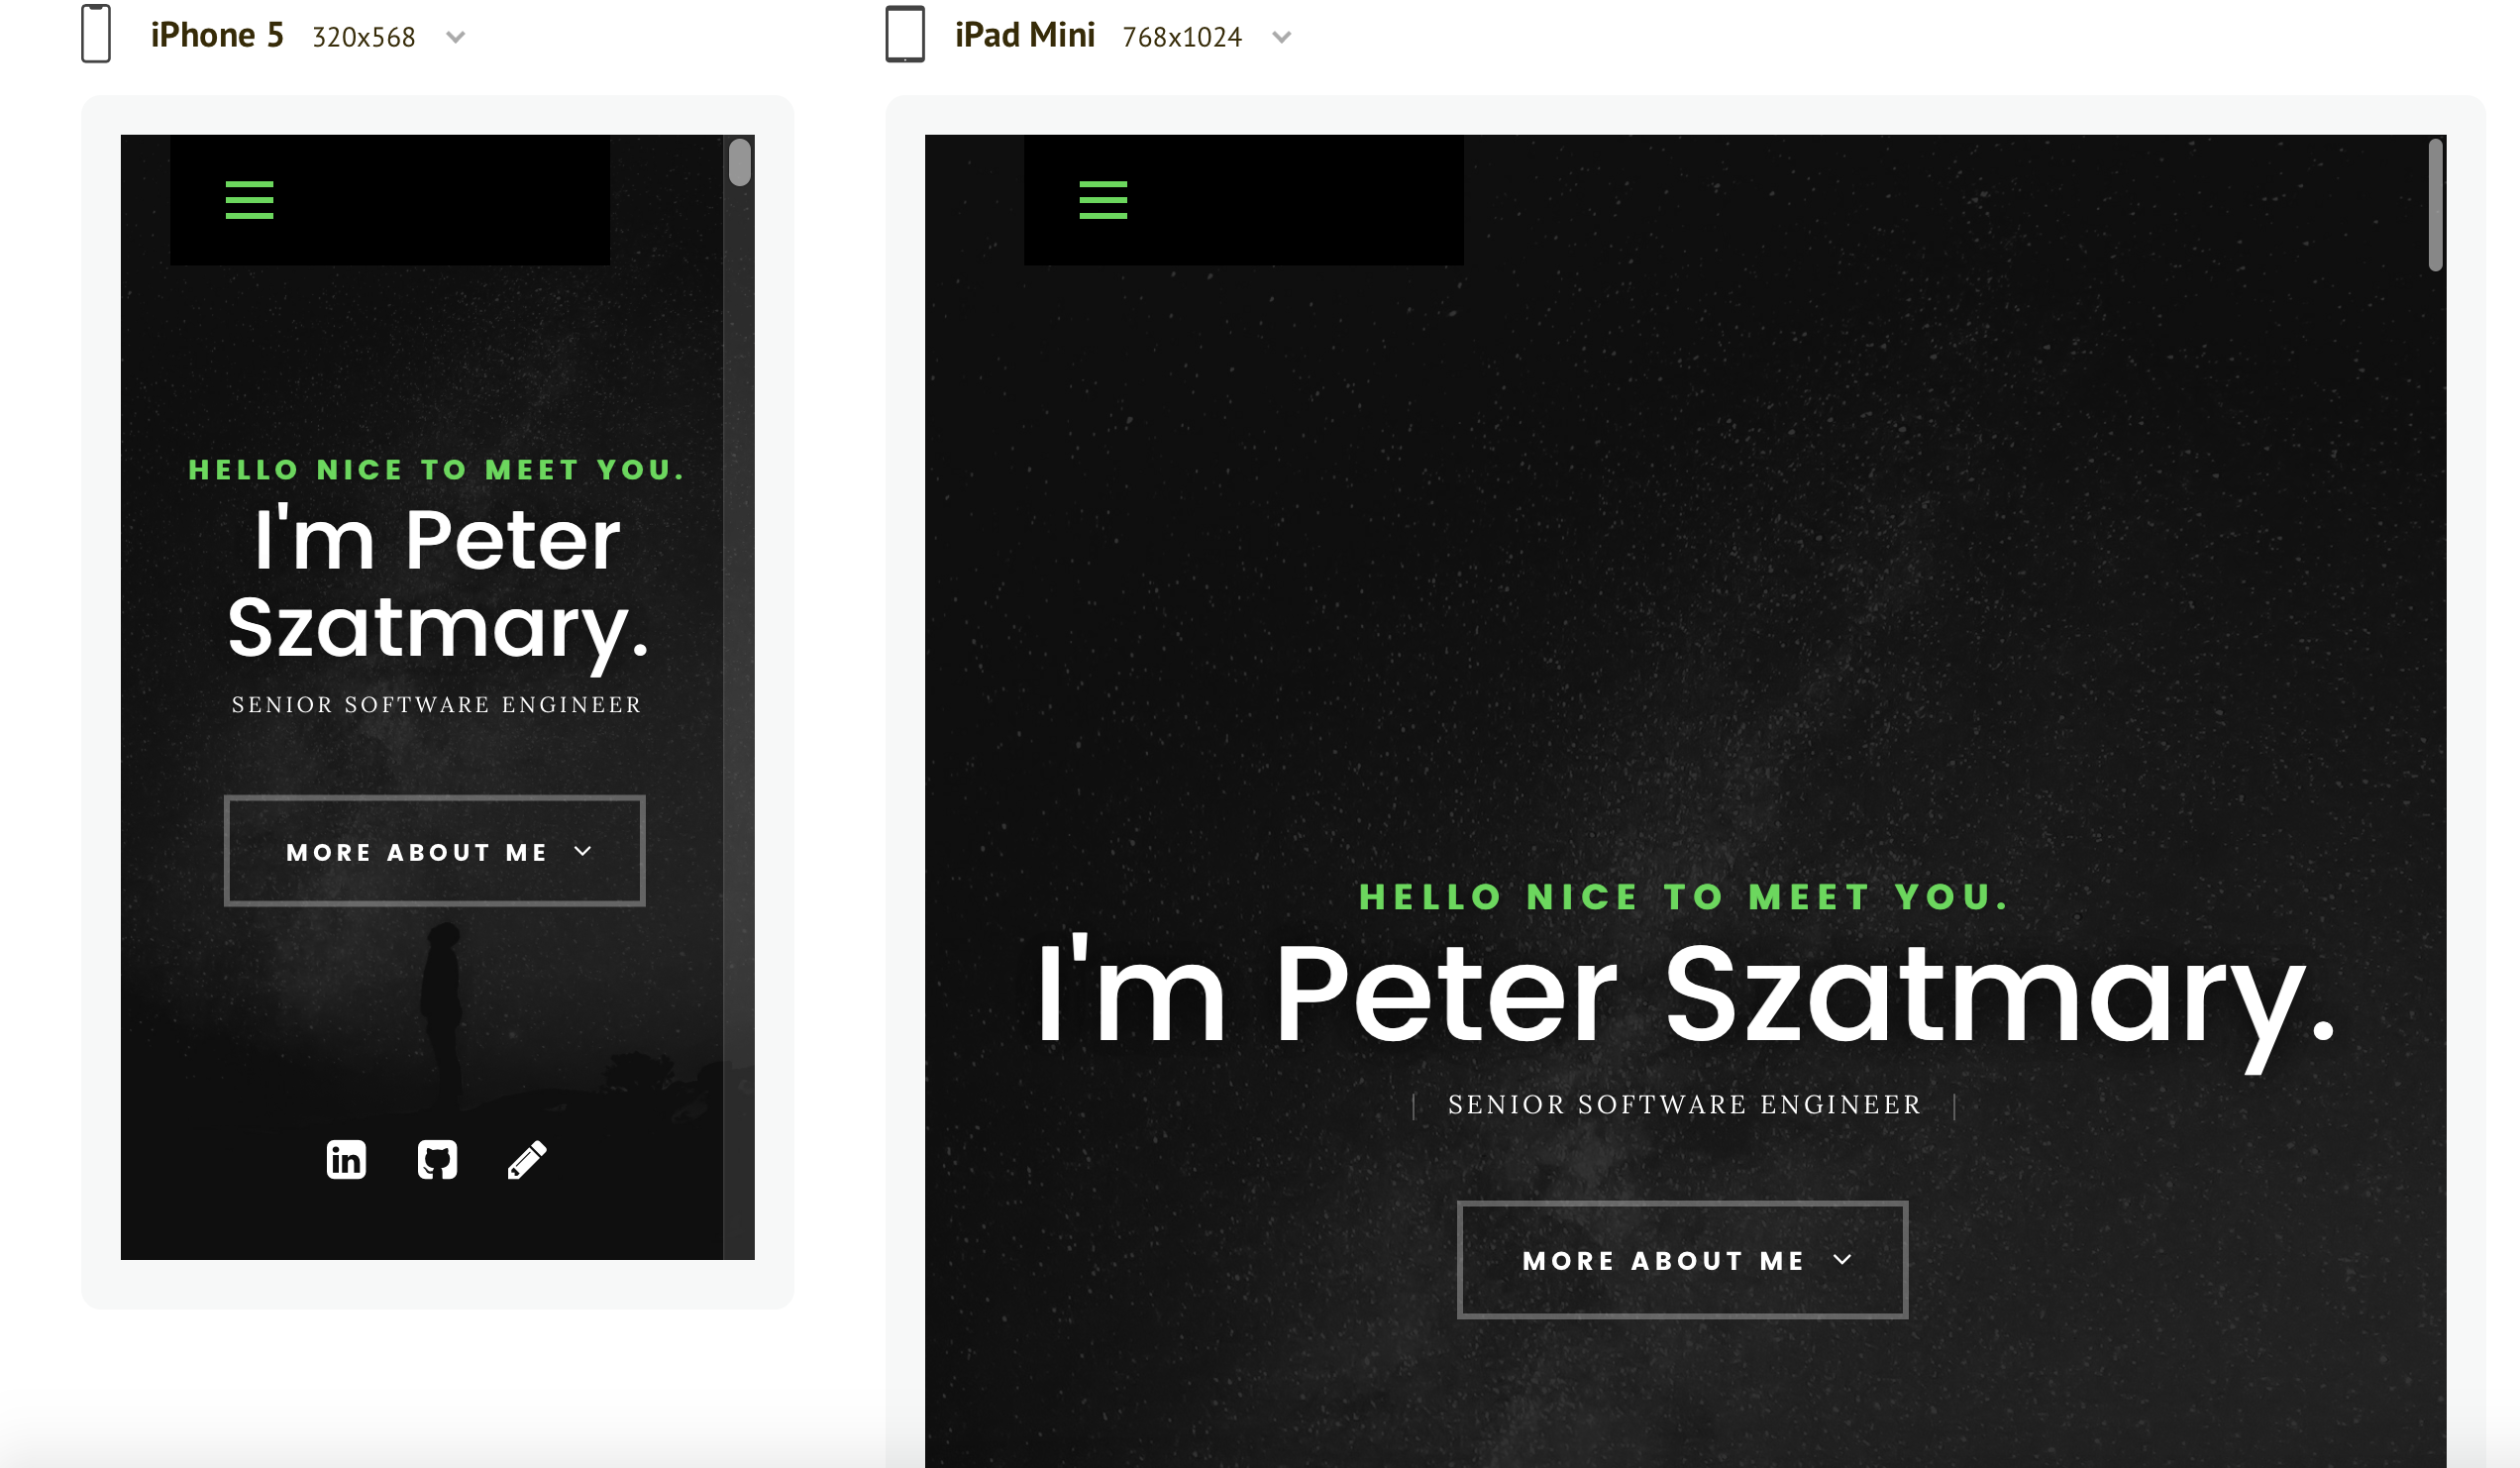 iPhone 5 320x568
HELLO NICE TO MEET YOU.
I'm Peter
Szatmary.
SENIOR SOFTWARE ENGINEER
MORE ABOUT ME
in
iPad Mini 768x1024
HELLO NICE TO MEET YOU.
I'm Peter Szatmary.
| SENIOR SOFTWARE ENGINEER |
MORE ABOUT ME